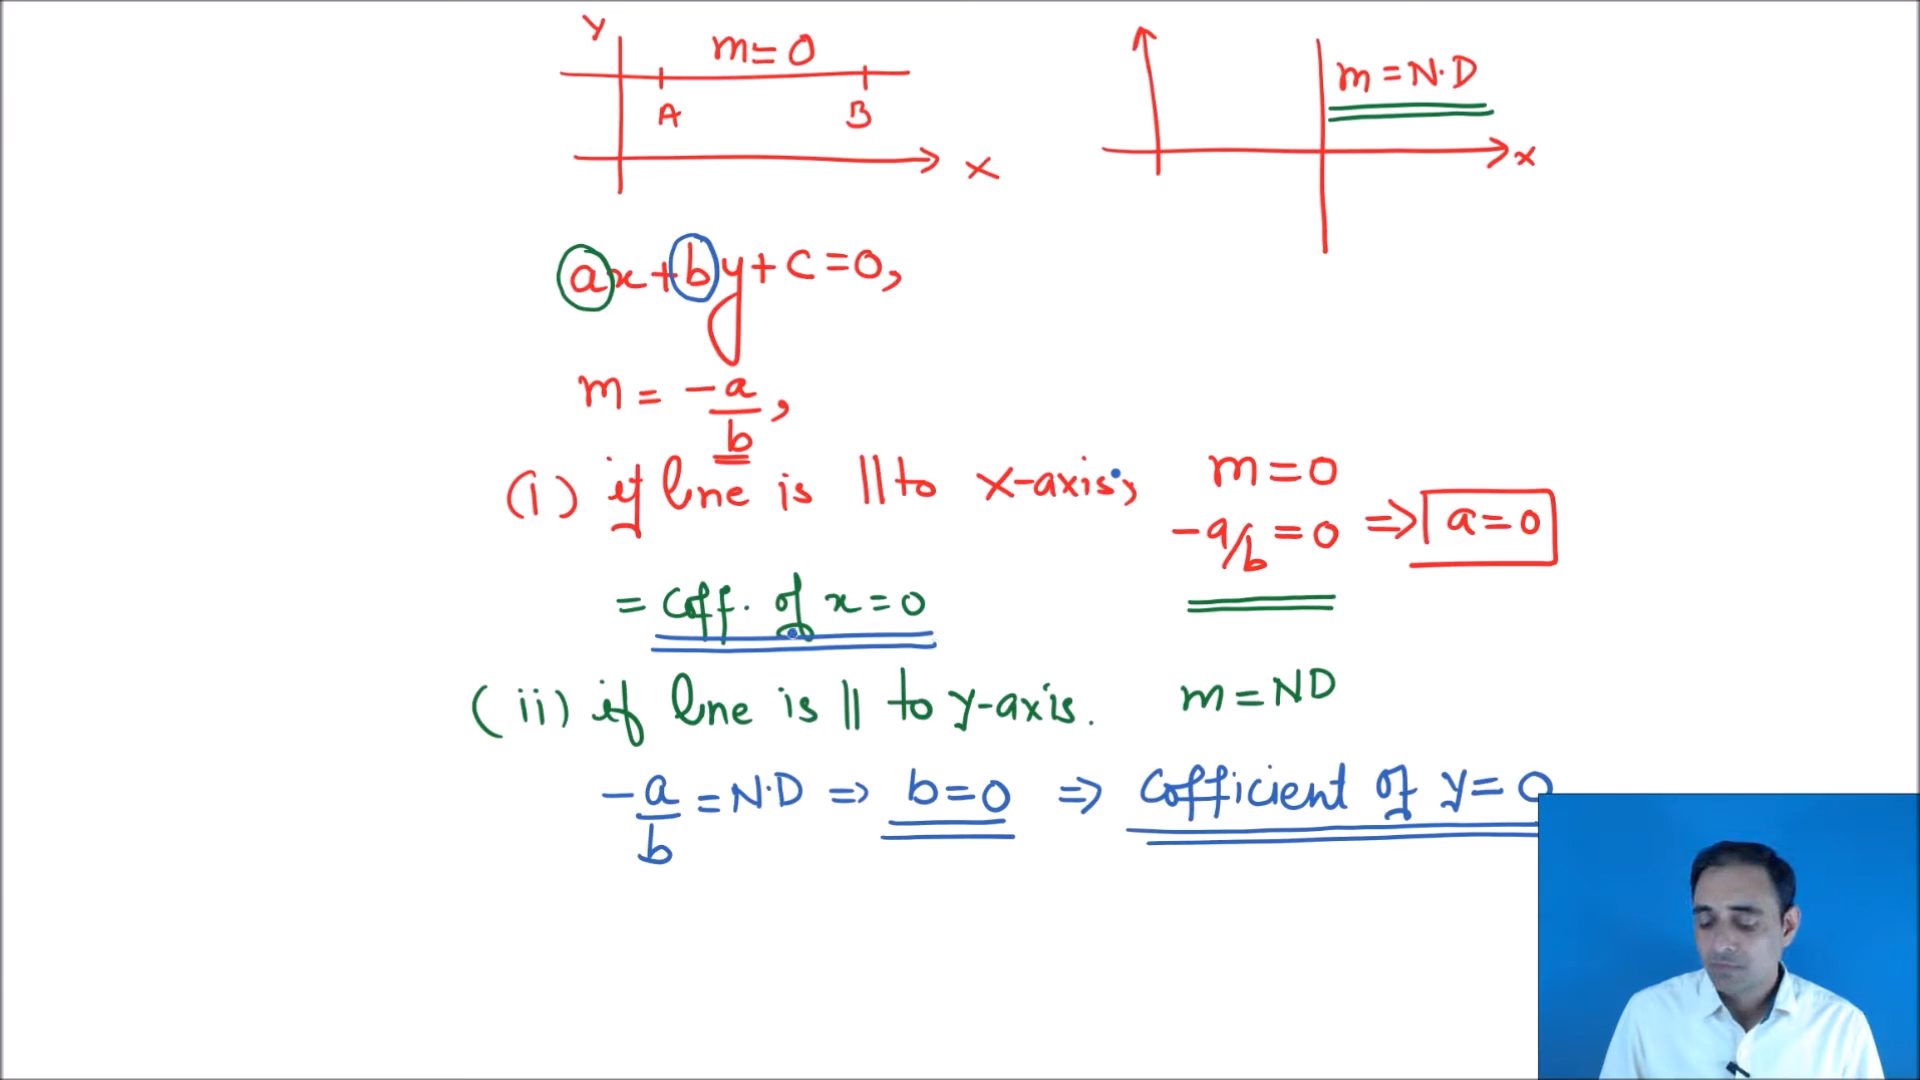 y
m=0
A B
x
m=N.D
x
ax+by+c=0,
m = -a/b,
(i) if line is || to x-axis, m=0
-a/b=0 ⇒ a=0
= Coff. of x=0
(ii) if line is || to y-axis. m=ND
-a/b = N.D ⇒ b=0 ⇒ Cofficient of y=0